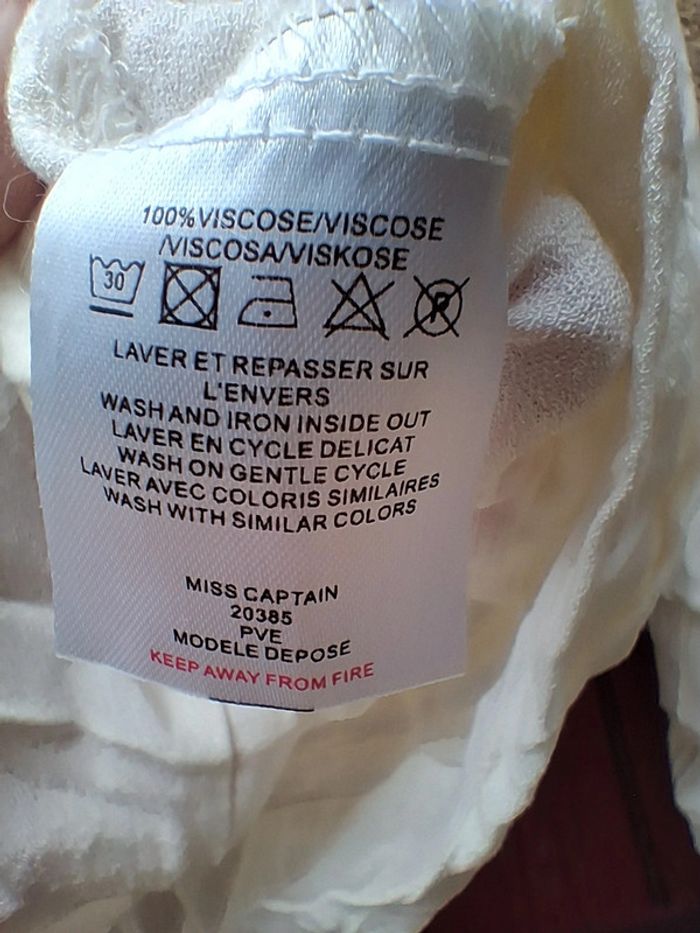 100% VISCOSE/VISCOSE
/VISCOSA/VISKOSE
30
R
LAVER ET REPASSER SUR
L'ENVERS
WASH AND IRON INSIDE OUT
LAVER EN CYCLE DELICAT
WASH ON GENTLE CYCLE
LAVER AVEC COLORIS SIMILAIRES
WASH WITH SIMILAR COLORS
MISS CAPTAIN
20385
PVE
MODELE DEPOSE
KEEP AWAY FROM FIRE